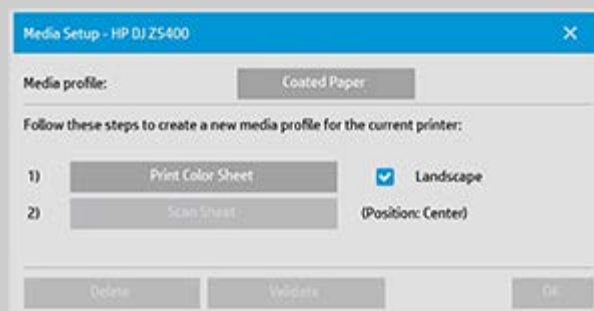 Media Setup - HP DJ Z5400
Media profile: Coated Paper
Follow these steps to create a new media profile for the current printer:
1) Print Color Sheet Landscape
2) Scan Sheet (Position: Center)
Delete Validate OK